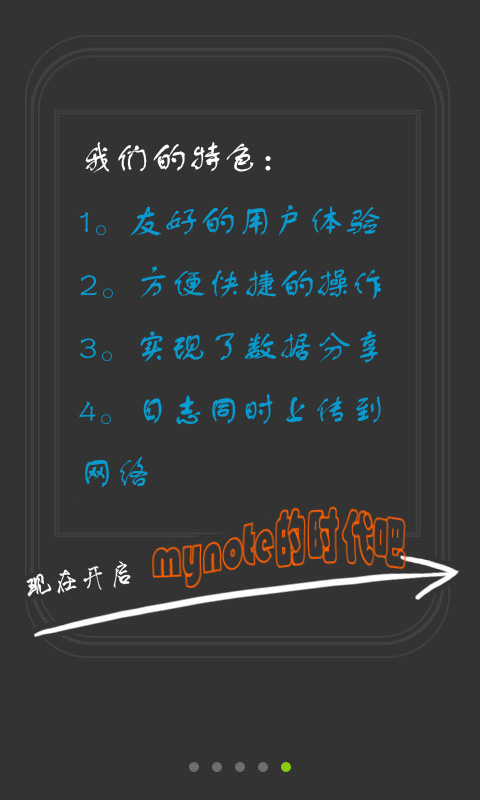 我们的特色：
1。友好的用户体验
2。方便快捷的操作
3。实现了数据分享
4。日志同时上传到
网络
现在开启 mynote的时代吧